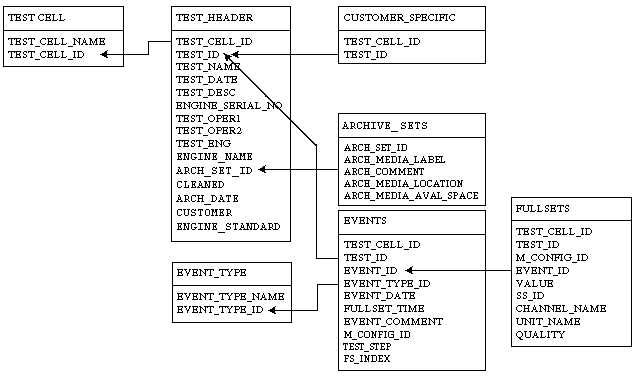 TEST CELL
TEST_CELL_NAME
TEST_CELL_ID
TEST_HEADER
TEST_CELL_ID
TEST_ID
TEST_NAME
TEST_DATE
TEST_DESC
ENGINE_SERIAL_NO
TEST_OPER1
TEST_OPER2
TEST_ENG
ENGINE_NAME
ARCH_SET_ID
CLEANED
ARCH_DATE
CUSTOMER
ENGINE_STANDARD
CUSTOMER_SPECIFIC
TEST_CELL_ID
TEST_ID
ARCHIVE_SETS
ARCH_SET_ID
ARCH_MEDIA_LABEL
ARCH_COMMENT
ARCH_MEDIA_LOCATION
ARCH_MEDIA_AVAL_SPACE
EVENT_TYPE
EVENT_TYPE_NAME
EVENT_TYPE_ID
EVENTS
TEST_CELL_ID
TEST_ID
EVENT_ID
EVENT_TYPE_ID
EVENT_DATE
FULLSET_TIME
EVENT_COMMENT
M_CONFIG_ID
TEST_STEP
FS_INDEX
FULLSETS
TEST_CELL_ID
TEST_ID
M_CONFIG_ID
EVENT_ID
VALUE
SS_ID
CHANNEL_NAME
UNIT_NAME
QUALITY